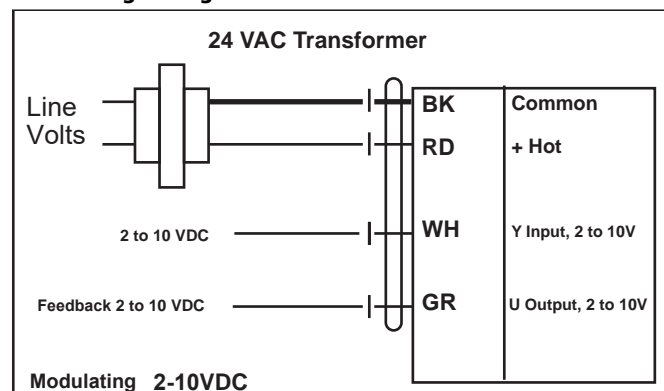 24 VAC Transformer
Line
Volts
BK Common
RD + Hot
2 to 10 VDC WH Y Input, 2 to 10V
Feedback 2 to 10 VDC GR U Output, 2 to 10V
Modulating 2-10VDC